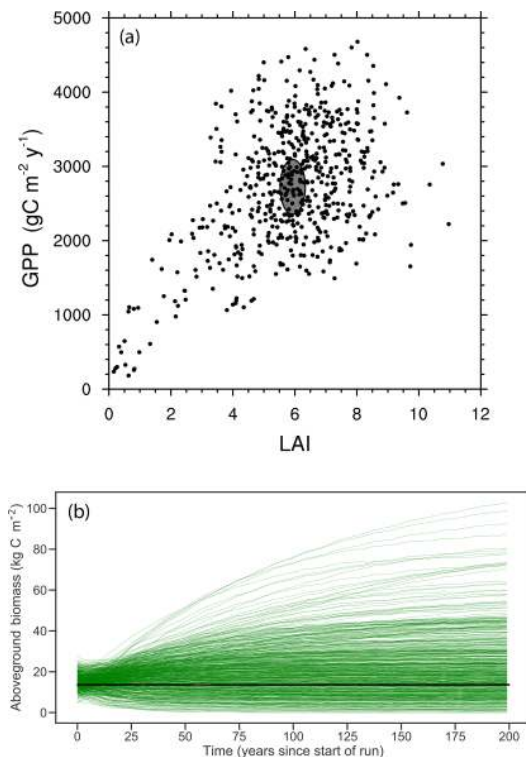 (a)
5000
4000
3000
2000
1000
0
GPP (gC m⁻² y⁻¹)
0 2 4 6 8 10 12
LAI
(b)
100
80
60
40
20
0
Aboveground biomass (kg C m⁻²)
0 25 50 75 100 125 150 175 200
Time (years since start of run)